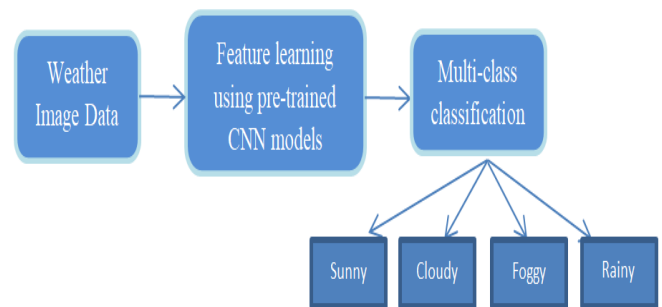 Weather
Image Data
Feature learning
using pre-trained
CNN models
Multi-class
classification
Sunny
Cloudy
Foggy
Rainy